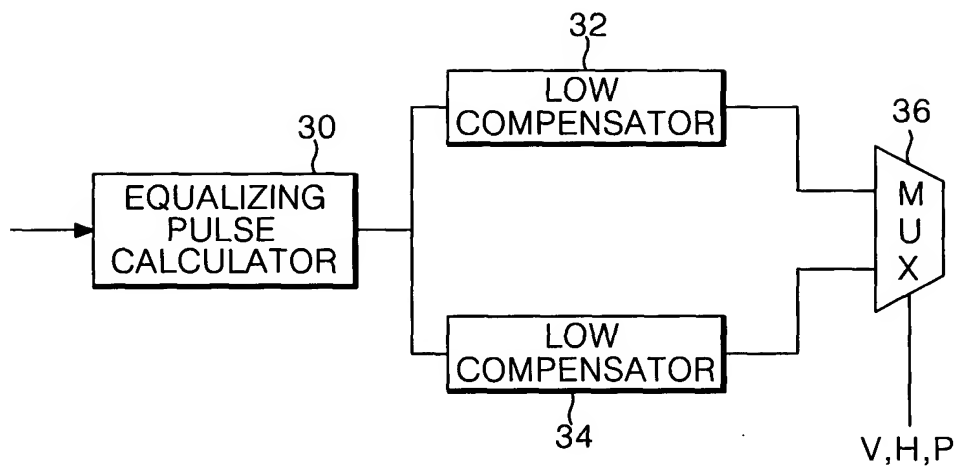 32
LOW
COMPENSATOR
30
EQUALIZING
PULSE
CALCULATOR
36
M
U
X
LOW
COMPENSATOR
34
V,H,P